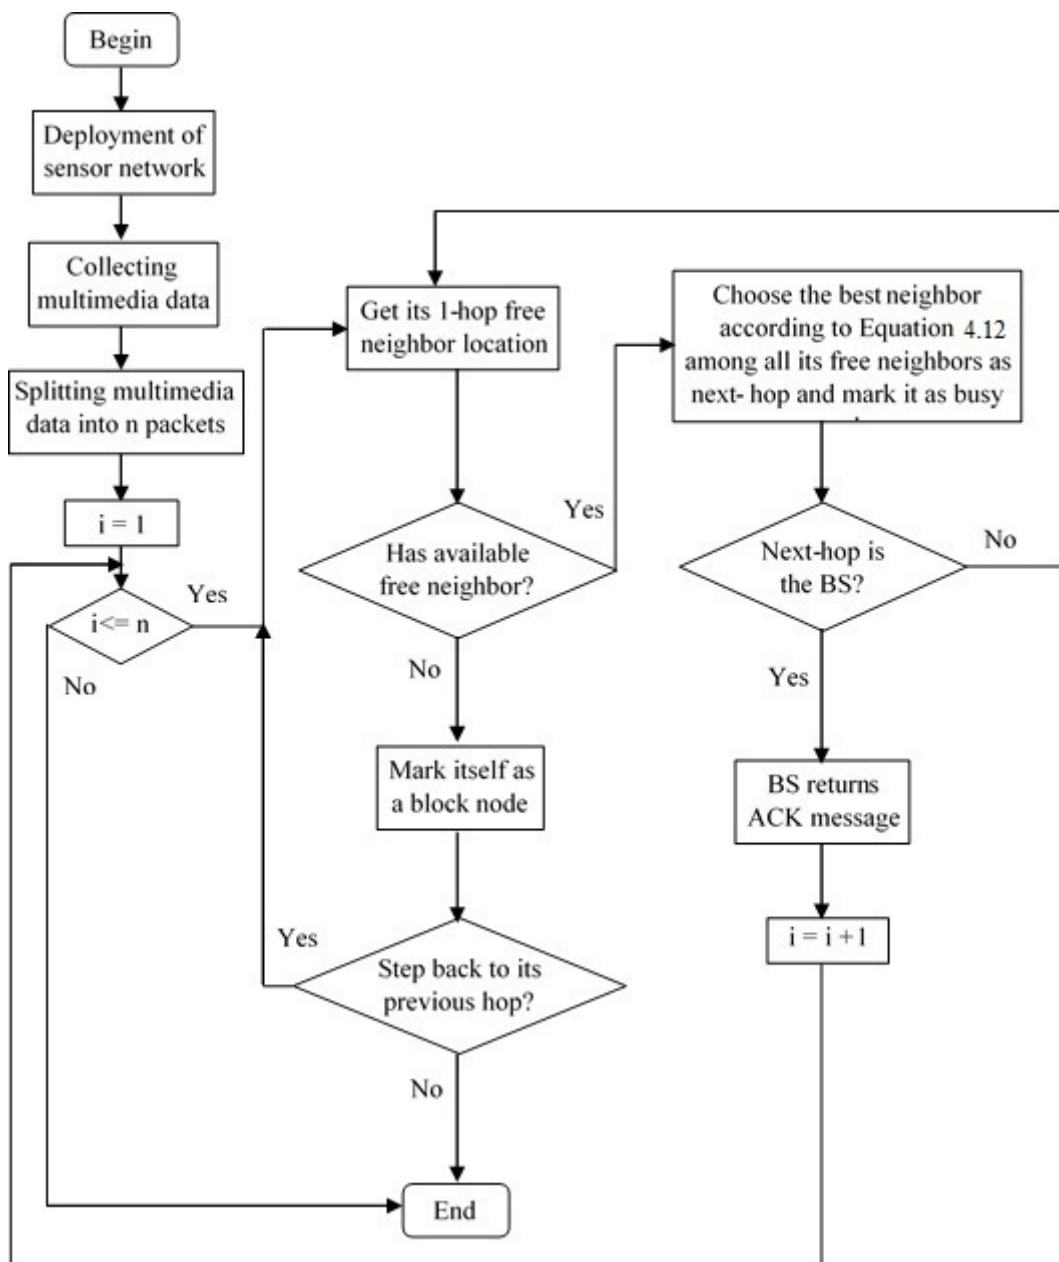 Begin
Deployment of
sensor network
Collecting
multimedia data
Splitting multimedia
data into n packets
i = 1
i<= n
Yes
No
Get its 1-hop free
neighbor location
Has available
free neighbor?
Yes
No
Mark itself as
a block node
Step back to its
previous hop?
Yes
No
End
Choose the best neighbor
according to Equation 4.12
among all its free neighbors as
next- hop and mark it as busy
Next-hop is
the BS?
No
Yes
BS returns
ACK message
i = i +1